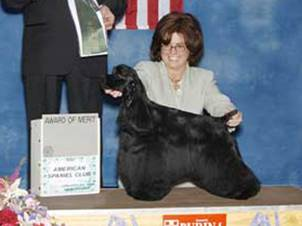 AWARD OF MERIT
AMERICAN
SPANIEL CLUB
PURINA